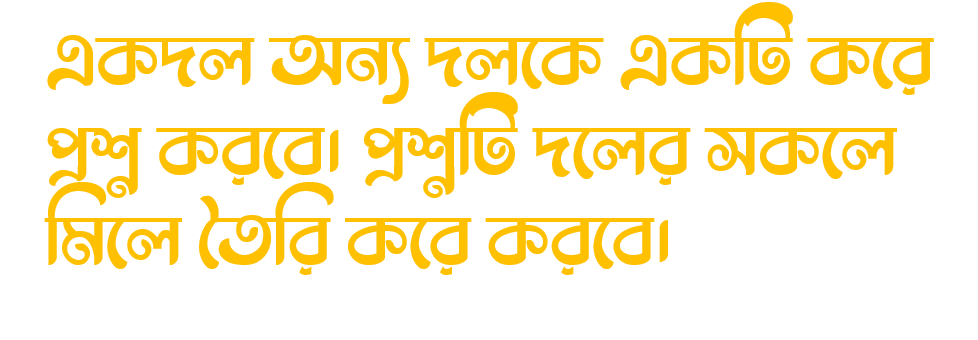 একদল অন্য দলকে একটি করে
প্রশ্ন করবে। প্রশ্নটি দলের সকলে
মিলে তৈরি করে করবে।